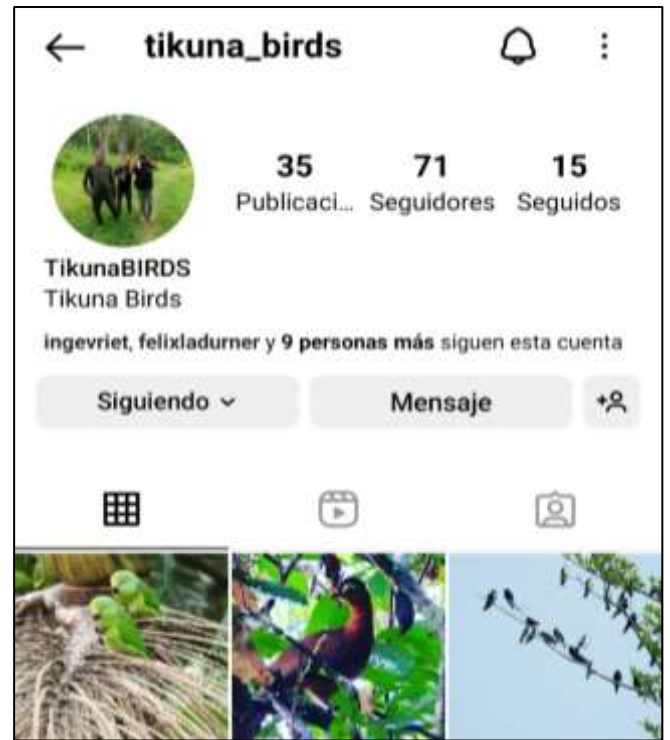 tikuna_birds
35 71 15
Publicaci... Seguidores Seguidos
TikunaBIRDS
Tikuna Birds
ingevriet, felixladurner y 9 personas más siguen esta cuenta
Siguiendo Mensaje